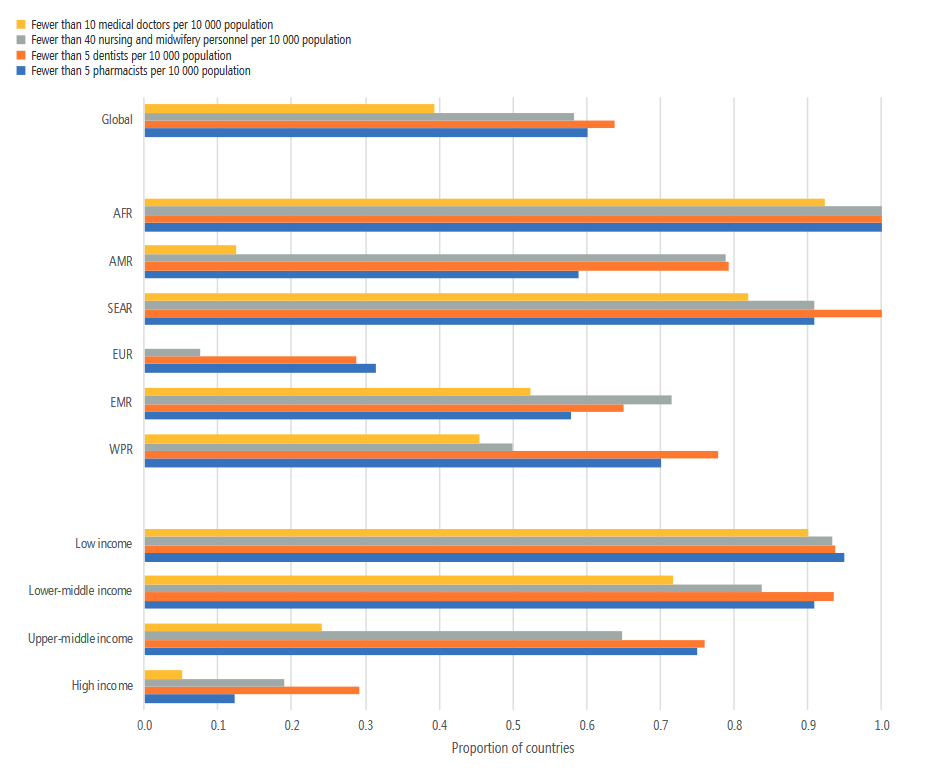 Fewer than 10 medical doctors per 10 000 population
Fewer than 40 nursing and midwifery personnel per 10 000 population
Fewer than 5 dentists per 10 000 population
Fewer than 5 pharmacists per 10 000 population
Global
AFR
AMR
SEAR
EUR
EMR
WPR
Low income
Lower-middle income
Upper-middle income
High income
0.0 0.1 0.2 0.3 0.4 0.5 0.6 0.7 0.8 0.9 1.0
Proportion of countries